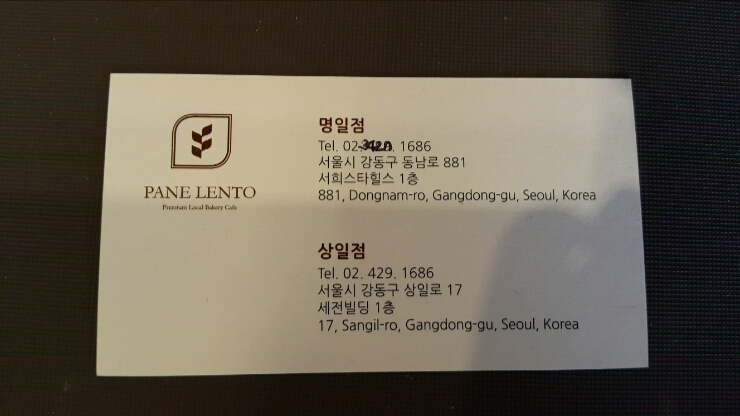 PANE LENTO
Premium Local Bakery Cafe
명일점
Tel. 02. 1686
서울시 강동구 동남로 881
서희스타힐스 1층
881, Dongnam-ro, Gangdong-gu, Seoul, Korea
상일점
Tel. 02. 429. 1686
서울시 강동구 상일로 17
세전빌딩 1층
17, Sangil-ro, Gangdong-gu, Seoul, Korea